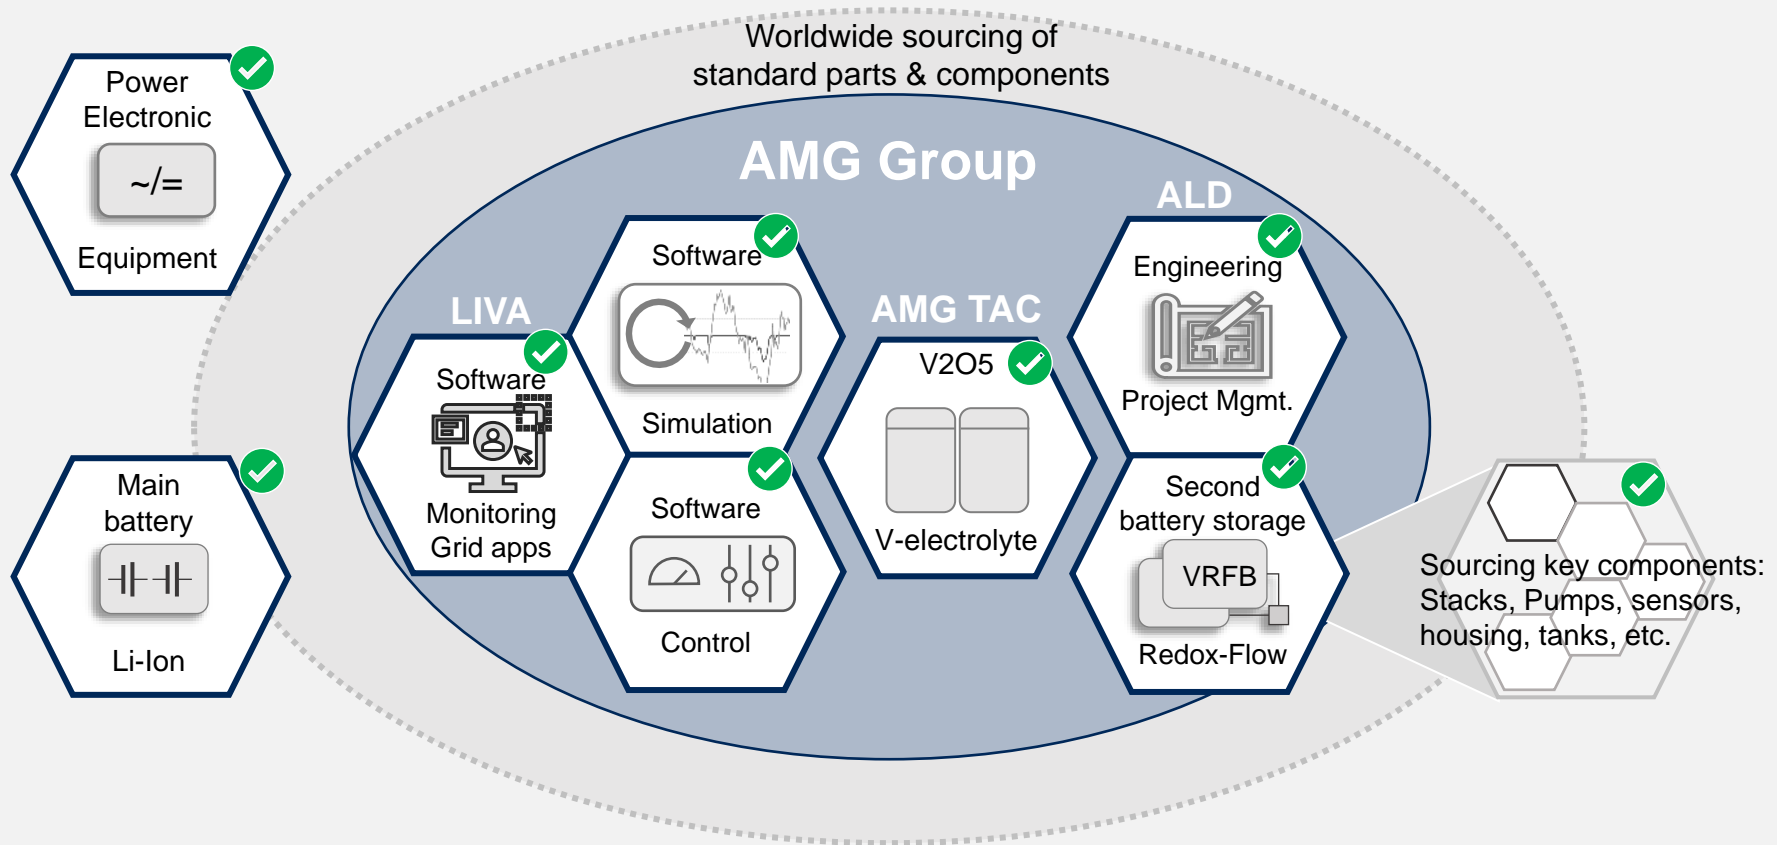 Worldwide sourcing of
standard parts & components
Power
Electronic
~/=
Equipment
Main
battery
Li-Ion
AMG Group
LIVA
Software
Monitoring
Grid apps
Software
Simulation
Software
Control
AMG TAC
V2O5
V-electrolyte
ALD
Engineering
Project Mgmt.
Second
battery storage
VRFB
Redox-Flow
Sourcing key components:
Stacks, Pumps, sensors,
housing, tanks, etc.